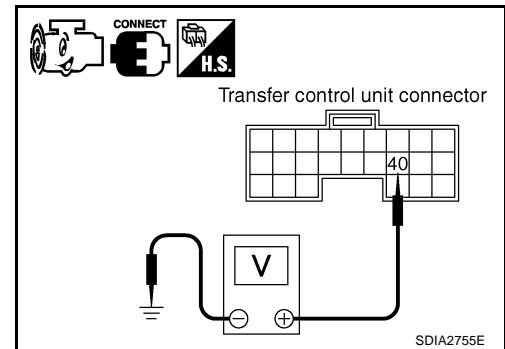 CONNECT
H.S.
Transfer control unit connector
40
V
− +
SDIA2755E